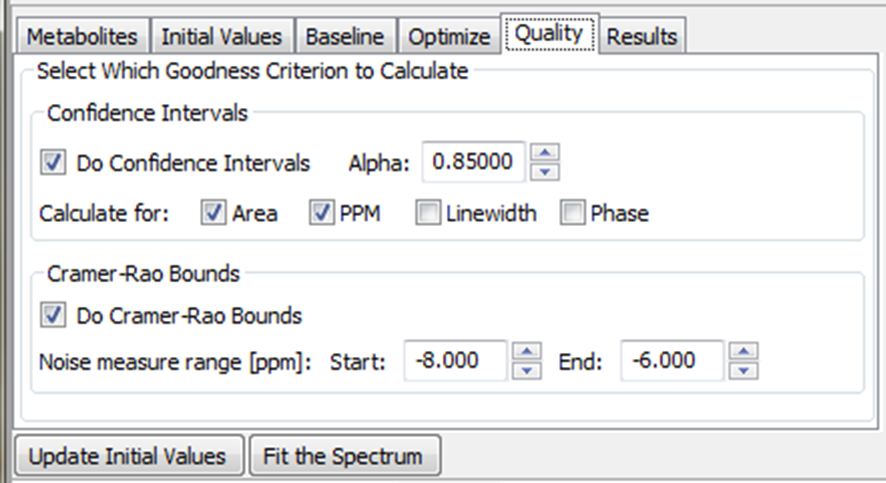 Metabolites Initial Values Baseline Optimize Quality Results
Select Which Goodness Criterion to Calculate
Confidence Intervals
Do Confidence Intervals Alpha: 0.85000
Calculate for: Area PPM Linewidth Phase
Cramer-Rao Bounds
Do Cramer-Rao Bounds
Noise measure range [ppm]: Start: -8.000 End: -6.000
Update Initial Values Fit the Spectrum